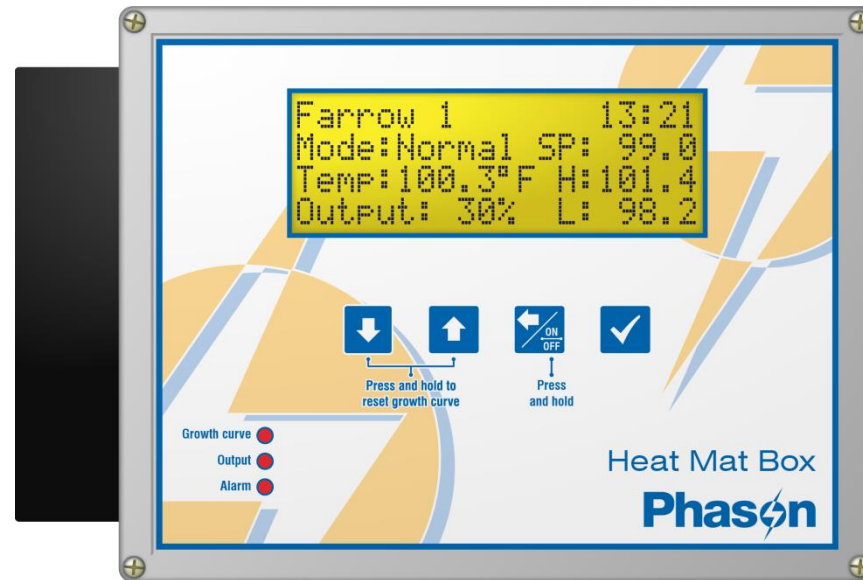 Farrow 1 13:21
Mode:Normal SP: 99.0
Temp:100.3°F H:101.4
Output: 30% L: 98.2
ON
OFF
Press and hold to
reset growth curve
Press
and hold
Growth curve
Output
Alarm
Heat Mat Box
Phason